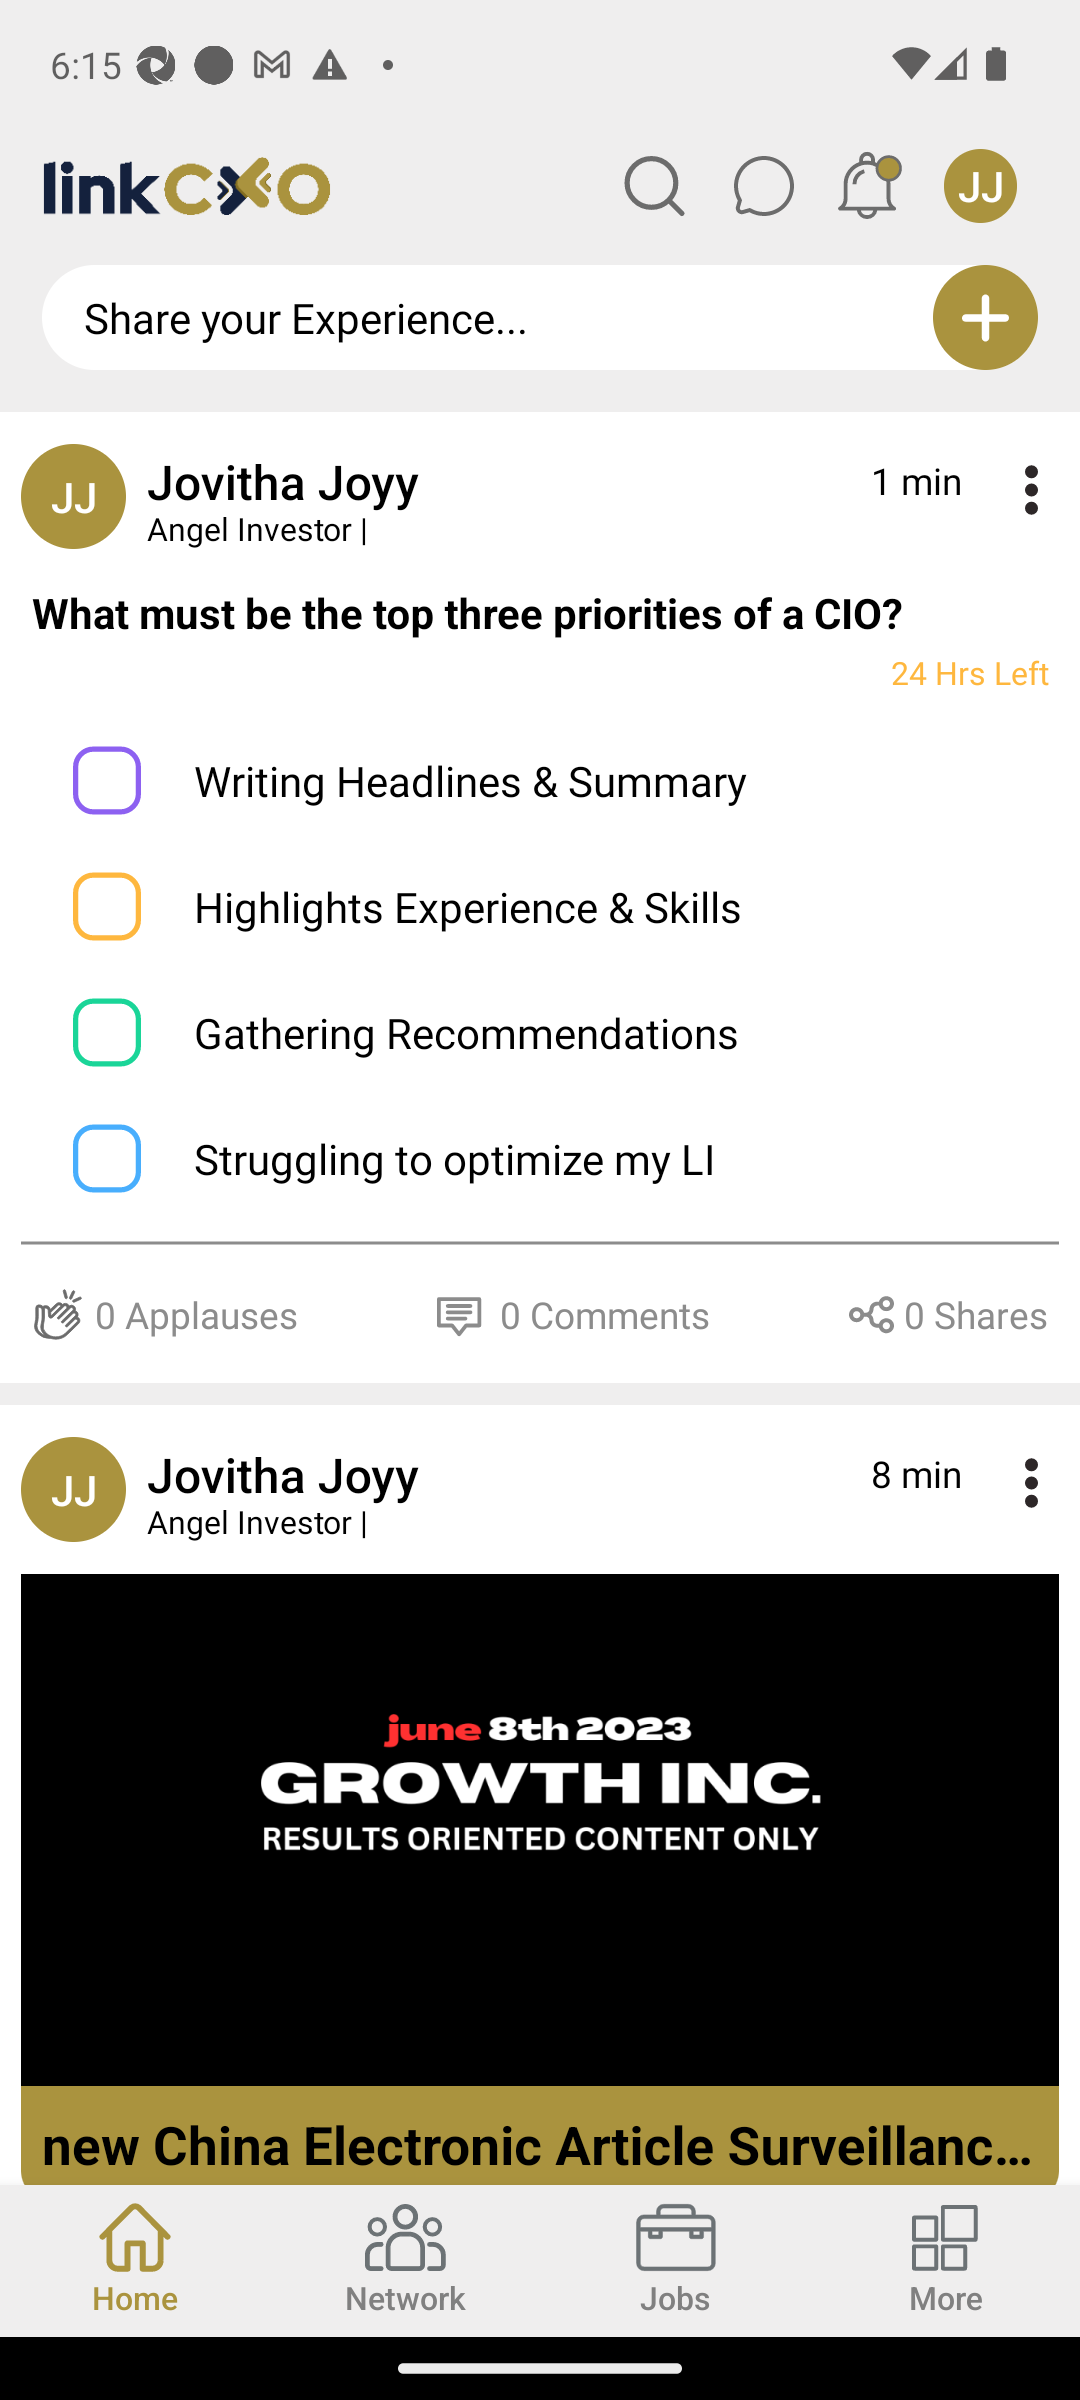 6:15
linkCXO
JJ
Share your Experience...
JJ
Jovitha Joyy
1 min
Angel Investor |
What must be the top three priorities of a CIO?
24 Hrs Left
Writing Headlines & Summary
Highlights Experience & Skills
Gathering Recommendations
Struggling to optimize my LI
0 Applauses
0 Comments
0 Shares
JJ
Jovitha Joyy
8 min
Angel Investor |
june 8th 2023
GROWTH INC.
RESULTS ORIENTED CONTENT ONLY
new China Electronic Article Surveillanc...
Home
Network
Jobs
More